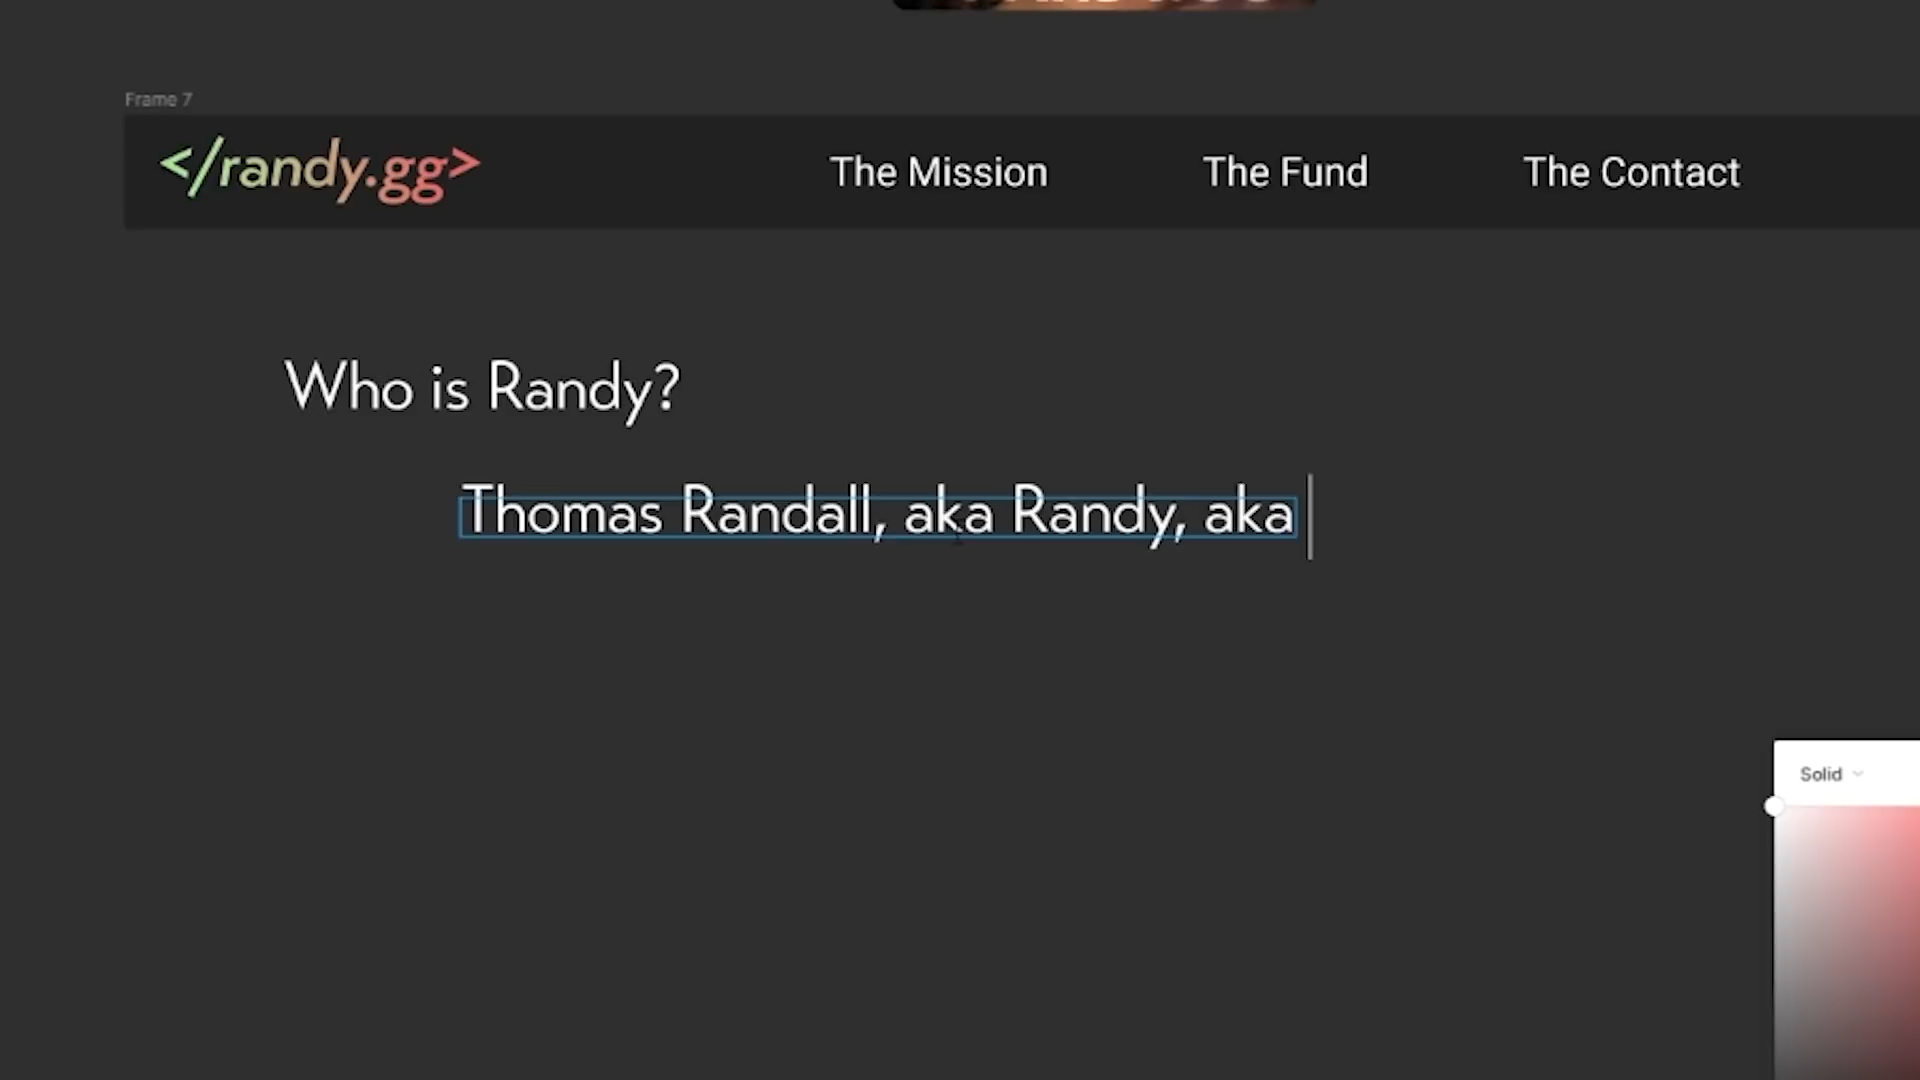 Frame 7
</randy.gg>
The Mission
The Fund
The Contact
Who is Randy?
Thomas Randall, aka Randy, aka
Solid